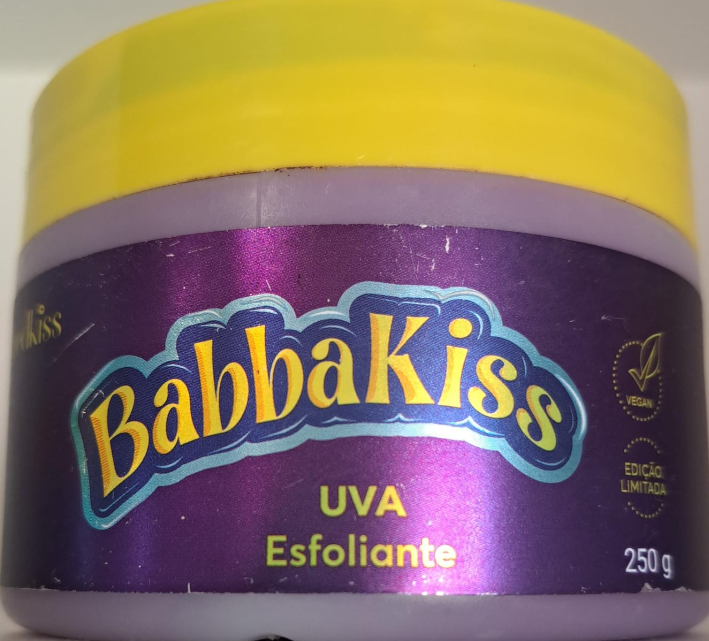 BabbaKiss
UVA
Esfoliante
VEGAN
EDIÇÃO
LIMITADA
250 g